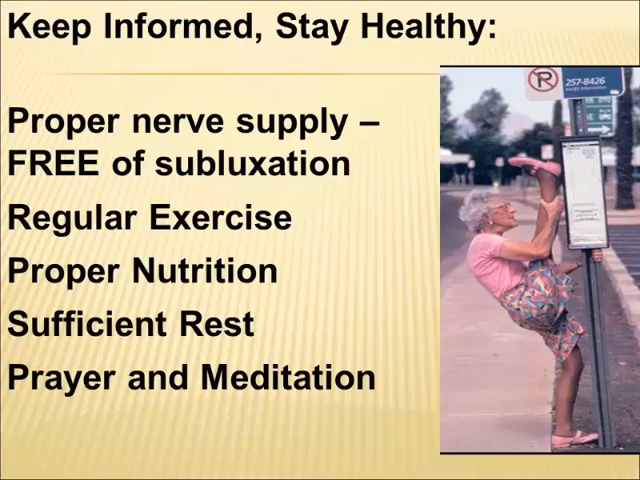 Keep Informed, Stay Healthy:
Proper nerve supply –
FREE of subluxation
Regular Exercise
Proper Nutrition
Sufficient Rest
Prayer and Meditation
P
257-8426